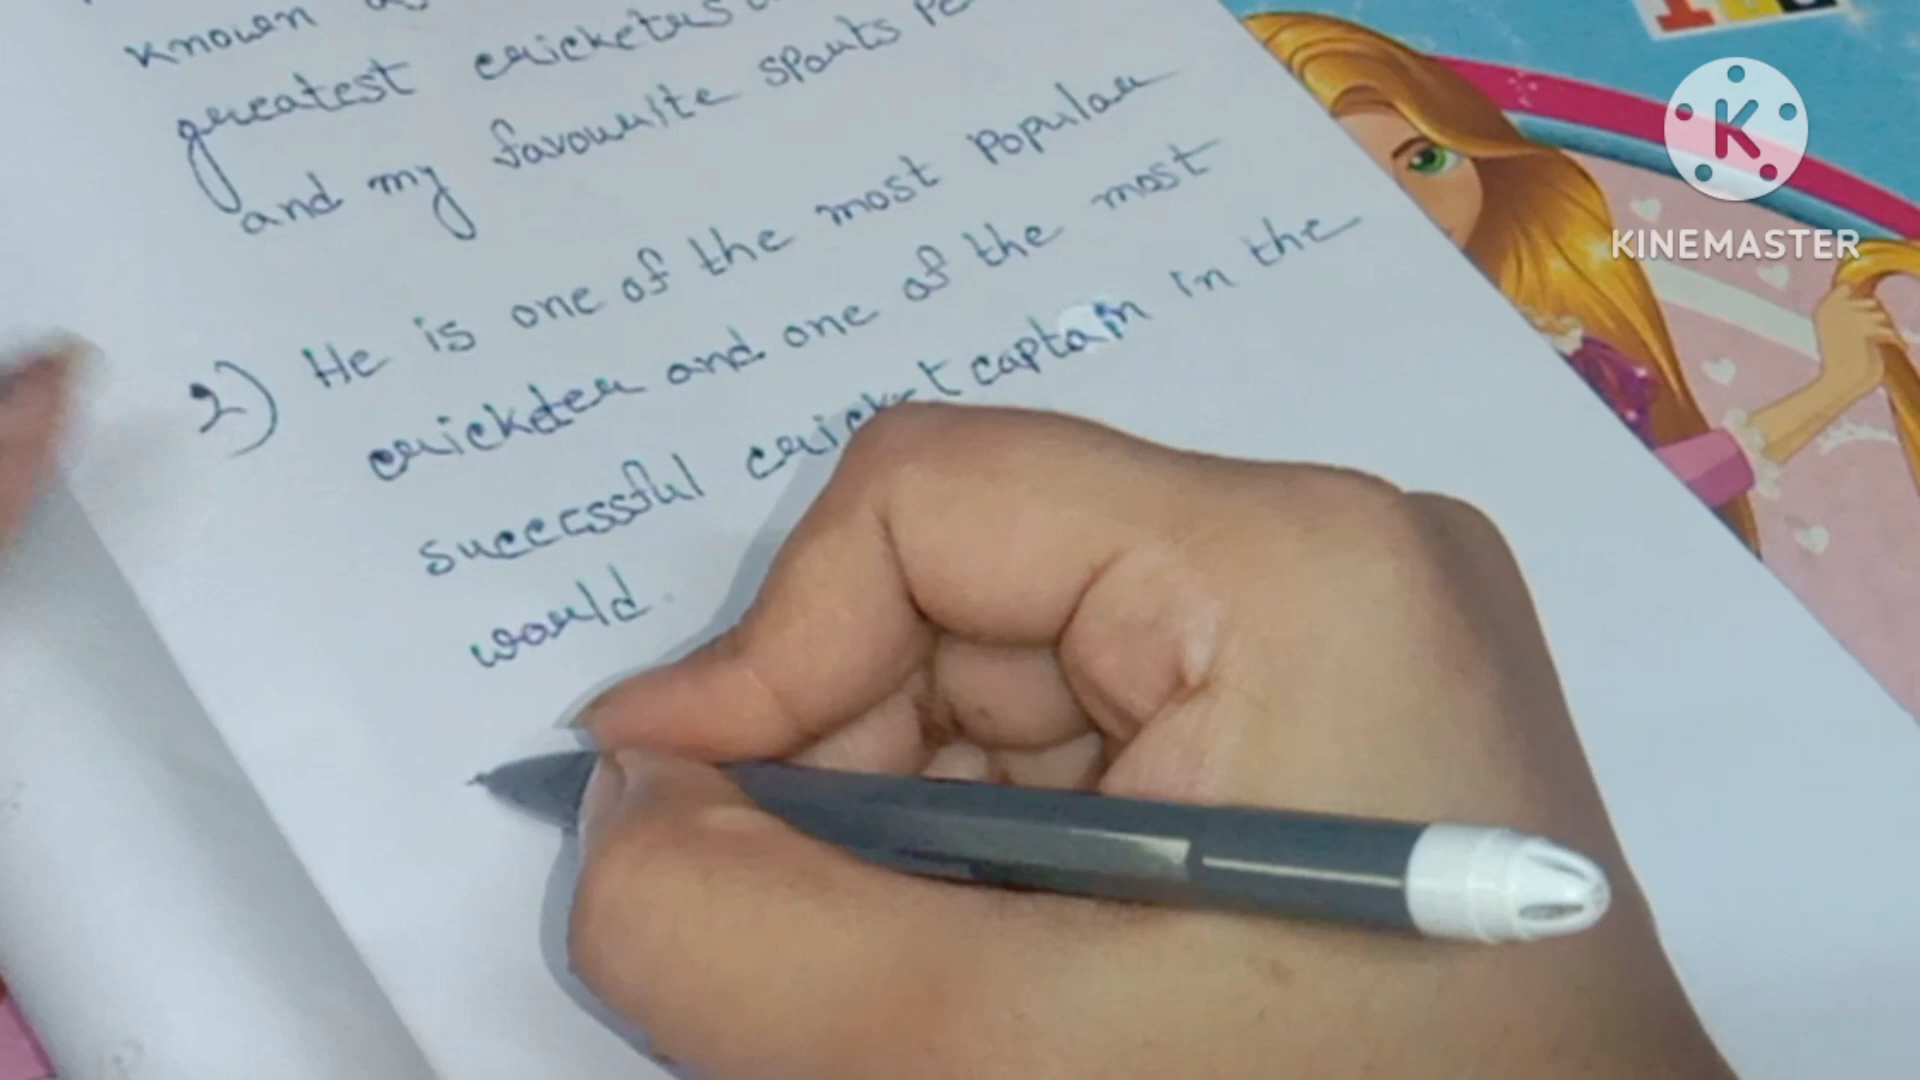 known
greatest cricketers
and my favourite sports
2) He is one of the most popular
cricketer and one of the most
successful cricket captain in the
world.
K
KINEMASTER